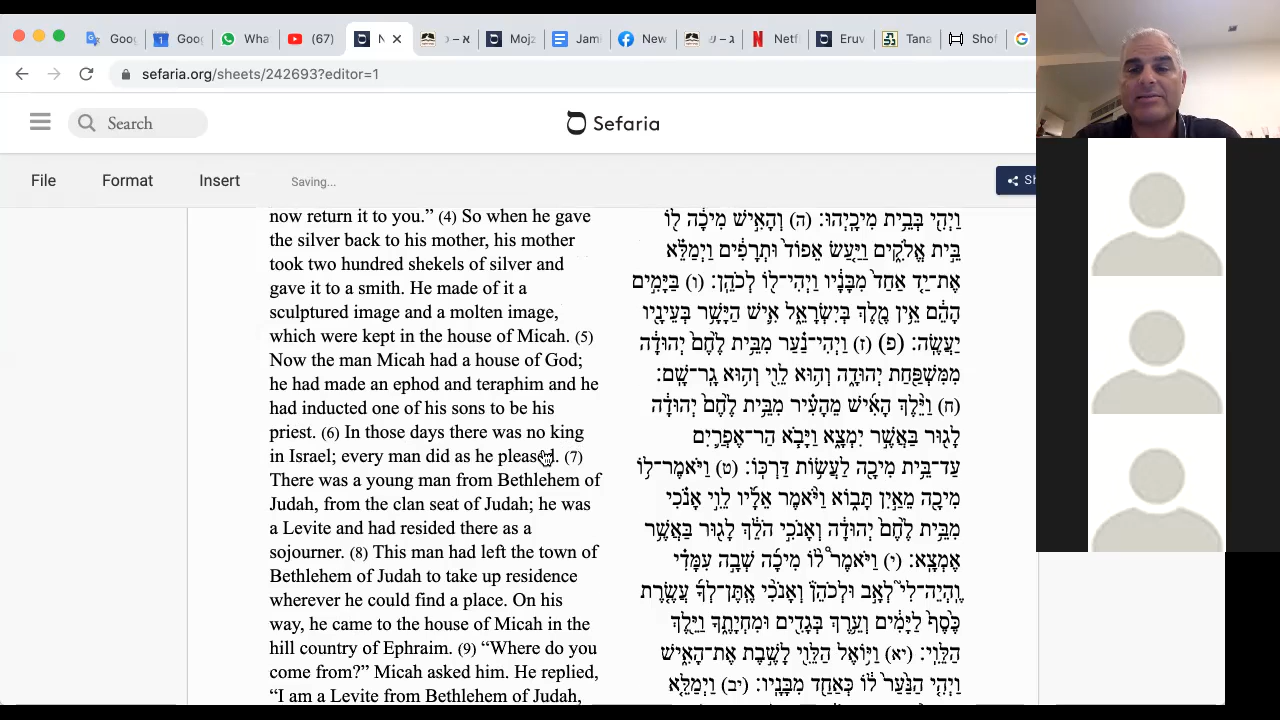 Goo
Goo
Wha
(67)
N
א – כ
Moj
Jami
New
ג – ק
Netf
Eruv
Tana
Shof
sefaria.org/sheets/242693?editor=1
Search
Sefaria
File
Format
Insert
Saving...
Sh
now return it to you.” (4) So when he gave
the silver back to his mother, his mother
took two hundred shekels of silver and
gave it to a smith. He made of it a
sculptured image and a molten image,
which were kept in the house of Micah. (5)
Now the man Micah had a house of God;
he had made an ephod and teraphim and he
had inducted one of his sons to be his
priest. (6) In those days there was no king
in Israel; every man did as he pleased. (7)
There was a young man from Bethlehem of
Judah, from the clan seat of Judah; he was
a Levite and had resided there as a
sojourner. (8) This man had left the town of
Bethlehem of Judah to take up residence
wherever he could find a place. On his
way, he came to the house of Micah in the
hill country of Ephraim. (9) “Where do you
come from?” Micah asked him. He replied,
“I am a Levite from Bethlehem of Judah,
וַיְהִ֖י בְּבֵ֥ית מִיכָֽיְהוּ׃ (ה) וְהָאִ֣ישׁ מִיכָ֔ה ל֖וֹ
בֵּ֣ית אֱלֹקִ֑ים וַיַּ֤עַשׂ אֵפוֹד֙ וּתְרָפִ֔ים וַיְמַלֵּ֗א
אֶת־יַ֤ד אַחַד֙ מִבָּנָ֔יו וַיְהִי־ל֖וֹ לְכֹהֵֽן׃ (ו) בַּיָּמִ֣ים
הָהֵ֔ם אֵ֥ין מֶ֖לֶךְ בְּיִשְׂרָאֵ֑ל אִ֛ישׁ הַיָּשָׁ֥ר בְּעֵינָ֖יו
יַעֲשֶֽׂה׃ (פ) (ז) וַיְהִי־נַ֗עַר מִבֵּ֥ית לֶ֙חֶם֙ יְהוּדָ֔ה
מִמִּשְׁפַּ֖חַת יְהוּדָ֑ה וְה֥וּא לֵוִ֖י וְה֥וּא גָֽר־שָֽׁם׃
(ח) וַיֵּ֨לֶךְ הָאִ֜ישׁ מֵהָעִ֗יר מִבֵּ֥ית לֶ֙חֶם֙ יְהוּדָ֔ה
לָג֖וּר בַּאֲשֶׁ֣ר יִמְצָ֑א וַיָּבֹ֧א הַר־אֶפְרַ֛יִם
עַד־בֵּ֥ית מִיכָ֖ה לַעֲשׂ֥וֹת דַּרְכּֽוֹ׃ (ט) וַיֹּאמֶר־ל֥וֹ
מִיכָ֖ה מֵאַ֣יִן תָּב֑וֹא וַיֹּ֨אמֶר אֵלָ֜יו לֵוִ֣י אָנֹ֗כִי
מִבֵּ֥ית לֶ֙חֶם֙ יְהוּדָ֔ה וְאָנֹכִ֣י הֹלֵ֔ךְ לָג֖וּר בַּאֲשֶׁ֥ר
אֶמְצָֽא׃ (י) וַיֹּאמֶר֩ ל֨וֹ מִיכָ֜ה שְׁבָ֣ה עִמָּדִ֗י
וֶֽהְיֵה־לִי֮ לְאָ֣ב וּלְכֹהֵן֒ וְאָנֹכִ֨י אֶֽתֶּן־לְךָ֜ עֲשֶׂ֤רֶת
כֶּ֙סֶף֙ לַיָּמִ֔ים וְעֵ֥רֶךְ בְּגָדִ֖ים וּמִחְיָתֶ֑ךָ וַיֵּ֖לֶךְ
הַלֵּוִֽי׃ (יא) וַיּ֥וֹאֶל הַלֵּוִ֖י לָשֶׁ֣בֶת אֶת־הָאִ֑ישׁ
וַיְהִ֤י הַנַּ֙עַר֙ ל֔וֹ כְּאַחַ֖ד מִבָּנָֽיו׃ (יב) וַיְמַלֵּ֤א